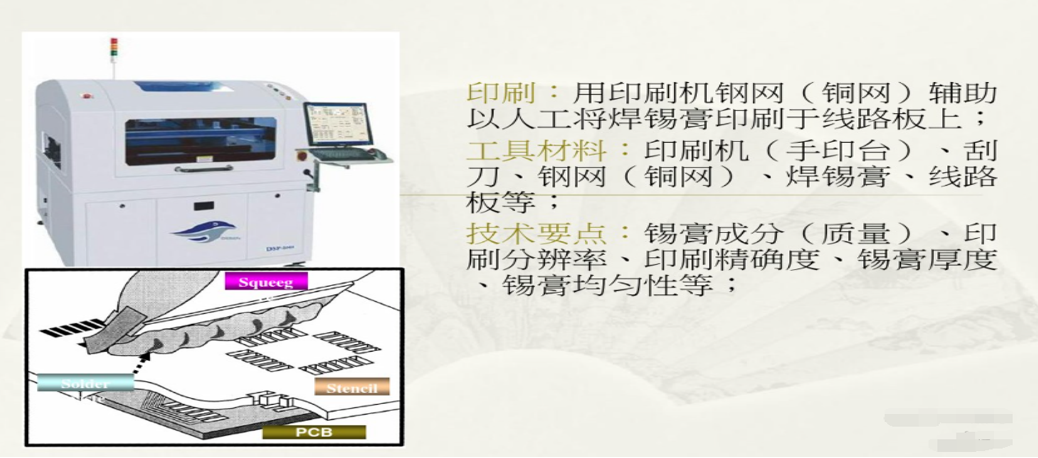 印刷：用印刷机钢网（铜网）辅助
以人工将焊锡膏印刷于线路板上；
工具材料：印刷机（手印台）、刮
刀、钢网（铜网）、焊锡膏、线路
板等；
技术要点：锡膏成分（质量）、印
刷分辨率、印刷精确度、锡膏厚度
、锡膏均匀性等；
Squeeg
Solder
Stencil
PCB